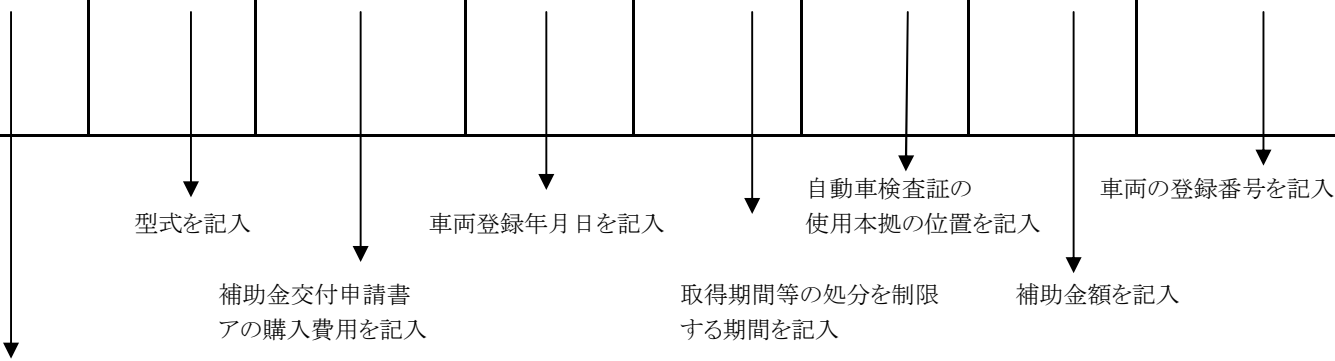 自動車検査証の
使用本拠の位置を記入
車両の登録番号を記入
型式を記入
車両登録年月日を記入
補助金交付申請書
アの購入費用を記入
取得期間等の処分を制限
する期間を記入
補助金額を記入